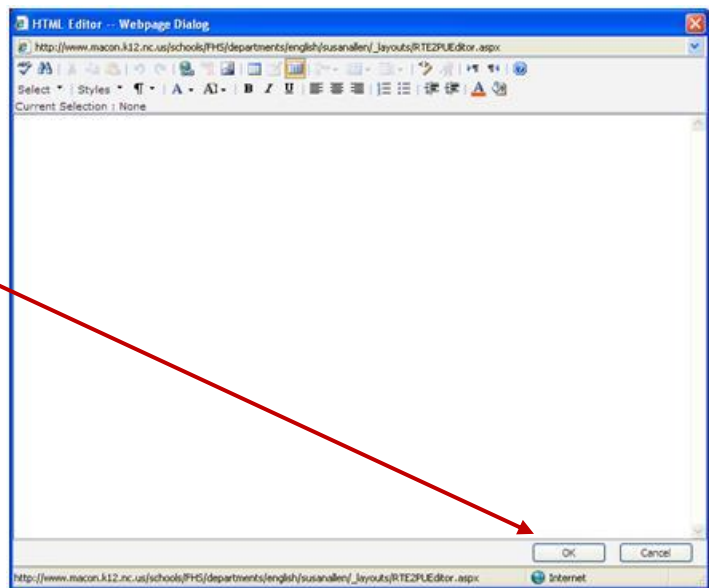 HTML Editor -- Webpage Dialog
http://www.macon.k12.nc.us/schools/FHS/departments/english/susanallen/_layouts/RTE2PUEditor.aspx
Select Styles ¶ A AI B I U A
Current Selection : None
OK Cancel
http://www.macon.k12.nc.us/schools/FHS/departments/english/susanallen/_layouts/RTE2PUEditor.aspx Internet